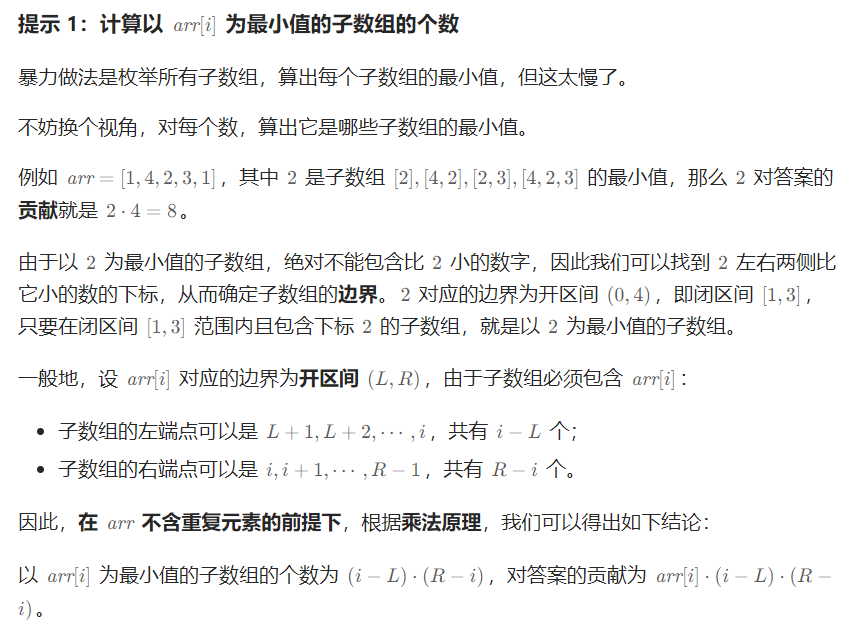 提示 1：计算以 arr[i] 为最小值的子数组的个数
暴力做法是枚举所有子数组，算出每个子数组的最小值，但这太慢了。
不妨换个视角，对每个数，算出它是哪些子数组的最小值。
例如 arr = [1, 4, 2, 3, 1]，其中 2 是子数组 [2], [4, 2], [2, 3], [4, 2, 3] 的最小值，那么 2 对答案的
贡献就是 2 · 4 = 8。
由于以 2 为最小值的子数组，绝对不能包含比 2 小的数字，因此我们可以找到 2 左右两侧比
它小的数的下标，从而确定子数组的边界。2 对应的边界为开区间 (0, 4)，即闭区间 [1, 3]，
只要在闭区间 [1, 3] 范围内且包含下标 2 的子数组，就是以 2 为最小值的子数组。
一般地，设 arr[i] 对应的边界为开区间 (L, R)，由于子数组必须包含 arr[i]：
• 子数组的左端点可以是 L + 1, L + 2, ⋯ , i，共有 i − L 个；
• 子数组的右端点可以是 i, i + 1, ⋯ , R − 1，共有 R − i 个。
因此，在 arr 不含重复元素的前提下，根据乘法原理，我们可以得出如下结论：
以 arr[i] 为最小值的子数组的个数为 (i − L) · (R − i)，对答案的贡献为 arr[i] · (i − L) · (R −
i)。